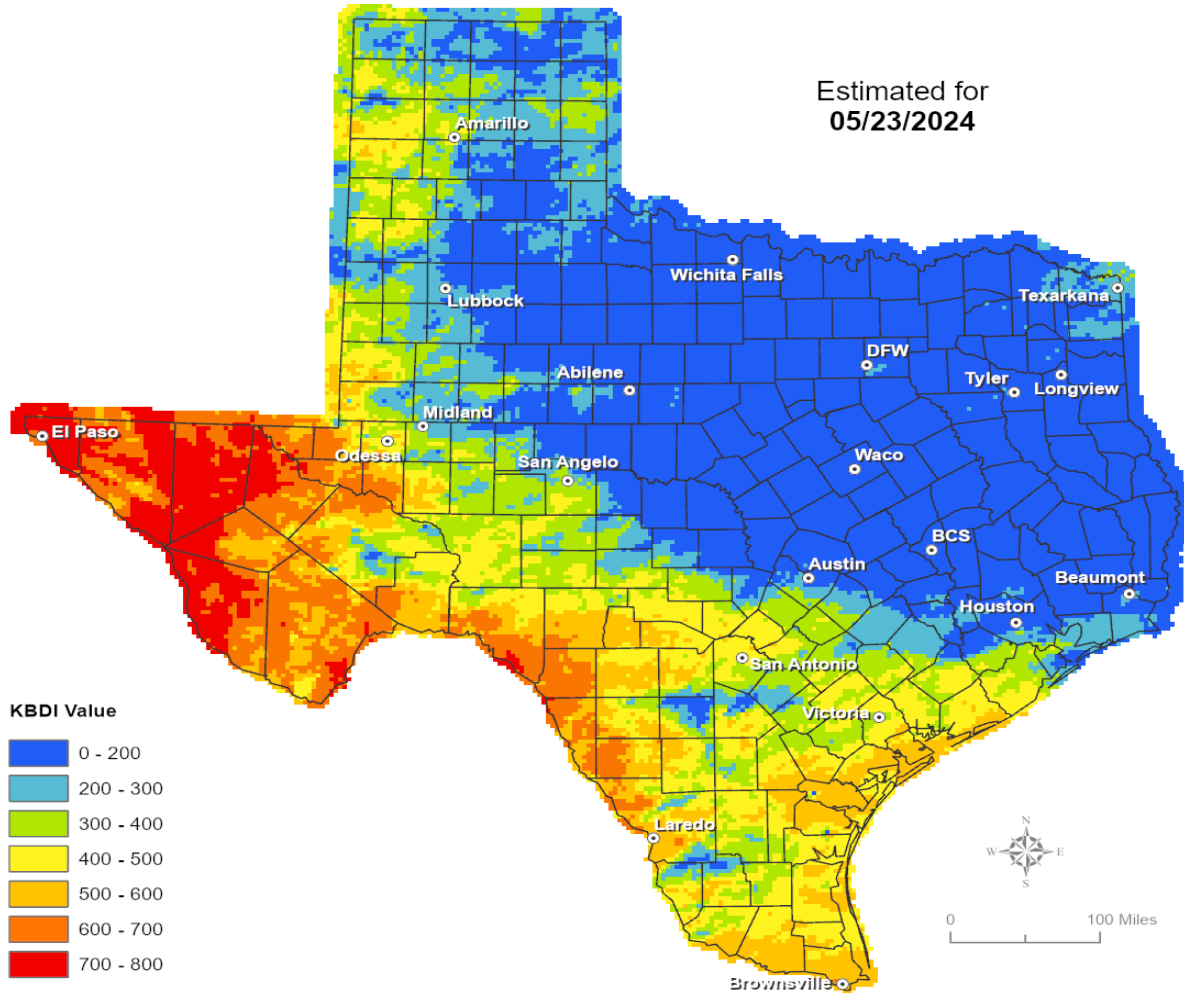 Estimated for
05/23/2024
Amarillo
Wichita Falls
Lubbock
Texarkana
DFW
Abilene
Tyler
Longview
Midland
El Paso
Odessa
San Angelo
Waco
BCS
Austin
Beaumont
Houston
San Antonio
Victoria
Laredo
Brownsville
KBDI Value
0 - 200
200 - 300
300 - 400
400 - 500
500 - 600
600 - 700
700 - 800
N
W E
S
0 100 Miles